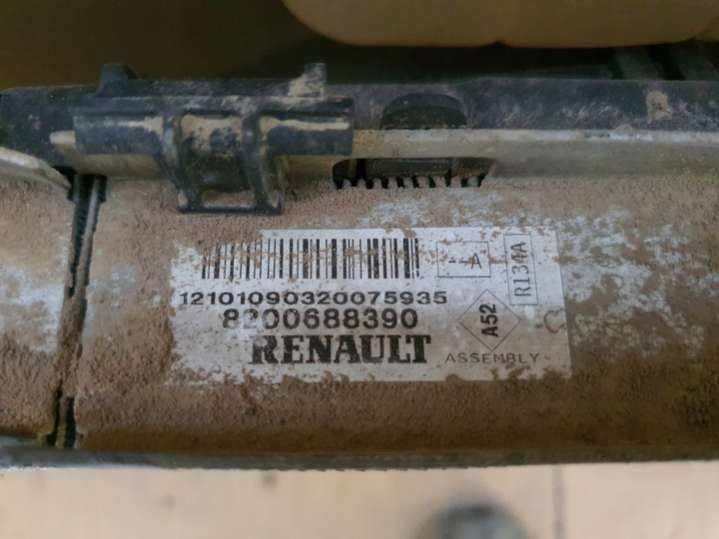 --A
R134A
12101090320075935
8200688390
A52
RENAULT
ASSEMBLY